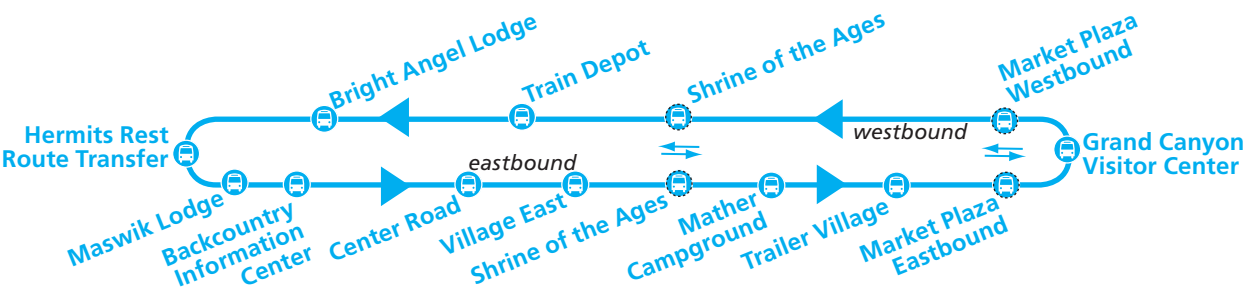 Bright Angel Lodge
Train Depot
Shrine of the Ages
Market Plaza
Westbound
Hermits Rest
Route Transfer
westbound
Grand Canyon
Visitor Center
eastbound
Maswik Lodge
Backcountry
Information
Center
Center Road
Village East
Shrine of the Ages
Mather
Campground
Trailer Village
Market Plaza
Eastbound